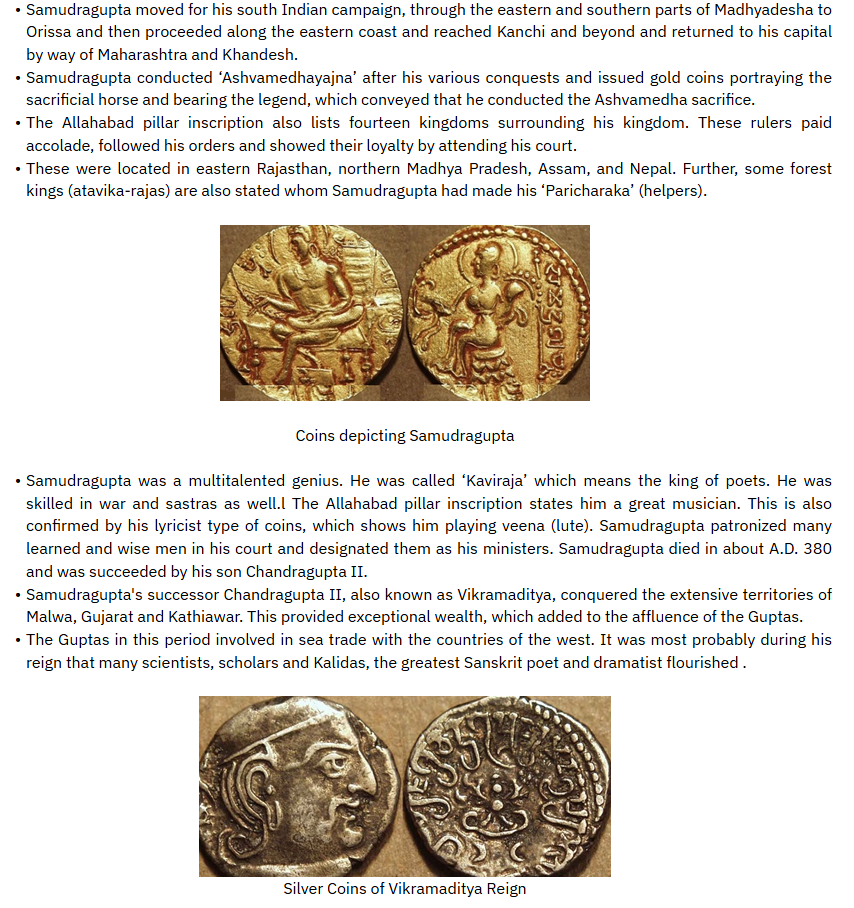 • Samudragupta moved for his south Indian campaign, through the eastern and southern parts of Madhyadesha to
Orissa and then proceeded along the eastern coast and reached Kanchi and beyond and returned to his capital
by way of Maharashtra and Khandesh.
• Samudragupta conducted ‘Ashvamedhayajna’ after his various conquests and issued gold coins portraying the
sacrificial horse and bearing the legend, which conveyed that he conducted the Ashvamedha sacrifice.
• The Allahabad pillar inscription also lists fourteen kingdoms surrounding his kingdom. These rulers paid
accolade, followed his orders and showed their loyalty by attending his court.
• These were located in eastern Rajasthan, northern Madhya Pradesh, Assam, and Nepal. Further, some forest
kings (atavika-rajas) are also stated whom Samudragupta had made his ‘Paricharaka’ (helpers).
Coins depicting Samudragupta
• Samudragupta was a multitalented genius. He was called ‘Kaviraja’ which means the king of poets. He was
skilled in war and sastras as well.l The Allahabad pillar inscription states him a great musician. This is also
confirmed by his lyricist type of coins, which shows him playing veena (lute). Samudragupta patronized many
learned and wise men in his court and designated them as his ministers. Samudragupta died in about A.D. 380
and was succeeded by his son Chandragupta II.
• Samudragupta's successor Chandragupta II, also known as Vikramaditya, conquered the extensive territories of
Malwa, Gujarat and Kathiawar. This provided exceptional wealth, which added to the affluence of the Guptas.
• The Guptas in this period involved in sea trade with the countries of the west. It was most probably during his
reign that many scientists, scholars and Kalidas, the greatest Sanskrit poet and dramatist flourished .
Silver Coins of Vikramaditya Reign